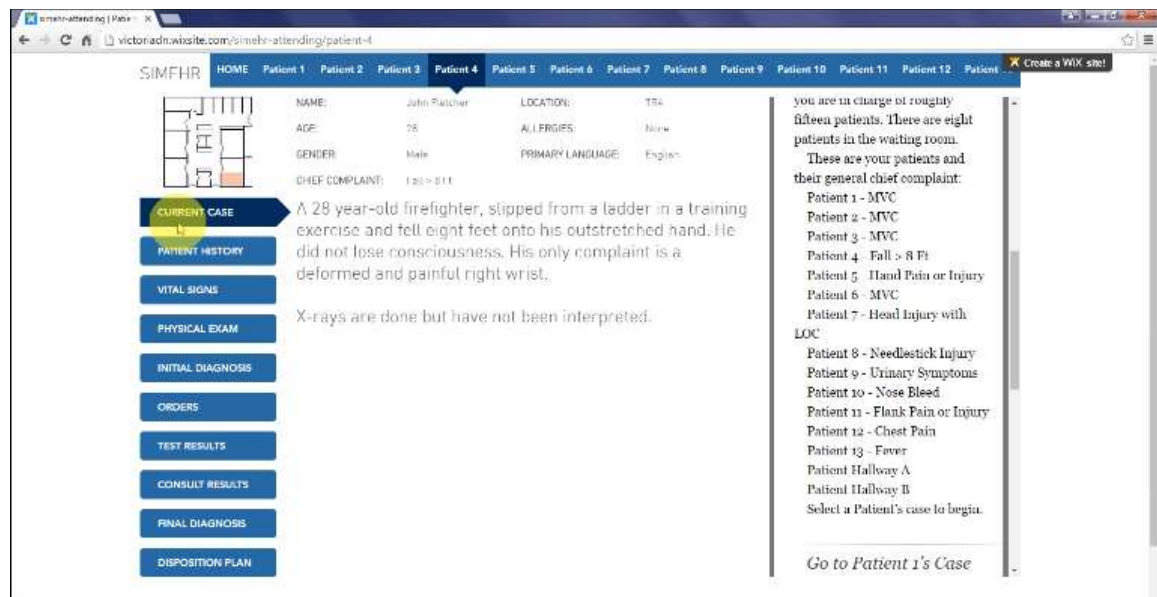 simehr-attending | Patie
victoriadn.wixsite.com/simehr-attending/patient-4
SIMEHR HOME Patient 1 Patient 2 Patient 3 Patient 4 Patient 5 Patient 6 Patient 7 Patient 8 Patient 9 Patient 10 Patient 11 Patient 12 Patient
Create a WiX site!
NAME: John Fletcher LOCATION: TR4
AGE: 28 ALLERGIES: None
GENDER: Male PRIMARY LANGUAGE: English
CHIEF COMPLAINT: Fall > 8 Ft
CURRENT CASE
PATIENT HISTORY
VITAL SIGNS
PHYSICAL EXAM
INITIAL DIAGNOSIS
ORDERS
TEST RESULTS
CONSULT RESULTS
FINAL DIAGNOSIS
DISPOSITION PLAN
A 28 year-old firefighter, slipped from a ladder in a training
exercise and fell eight feet onto his outstretched hand. He
did not lose consciousness. His only complaint is a
deformed and painful right wrist.
X-rays are done but have not been interpreted.
you are in charge of roughly
fifteen patients. There are eight
patients in the waiting room.
These are your patients and
their general chief complaint:
Patient 1 - MVC
Patient 2 - MVC
Patient 3 - MVC
Patient 4 - Fall > 8 Ft
Patient 5 - Hand Pain or Injury
Patient 6 - MVC
Patient 7 - Head Injury with
LOC
Patient 8 - Needlestick Injury
Patient 9 - Urinary Symptoms
Patient 10 - Nose Bleed
Patient 11 - Flank Pain or Injury
Patient 12 - Chest Pain
Patient 13 - Fever
Patient Hallway A
Patient Hallway B
Select a Patient's case to begin.
Go to Patient 1's Case